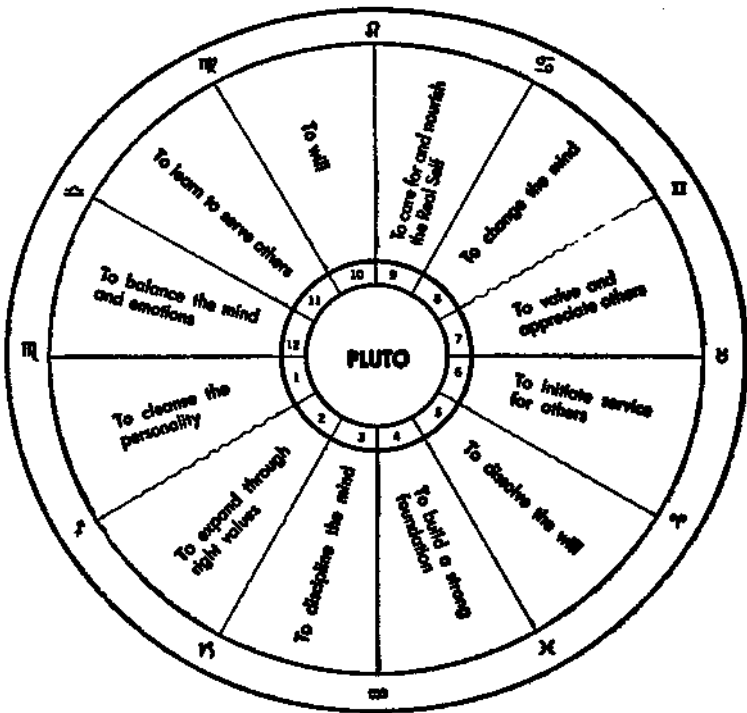 ♌
♍
♋
To will
To care for and nourish
the Real Self
To learn to serve others
To change the mind
♎
♊
To balance the mind
and emotions
To value and
appreciate others
10
9
11
8
12
7
PLUTO
♏
♉
1
6
2
5
3
4
To cleanse the
personality
To initiate service
for others
To expand through
right values
To dissolve the will
To discipline the mind
To build a strong
foundation
♐
♈
♑
♓
♒